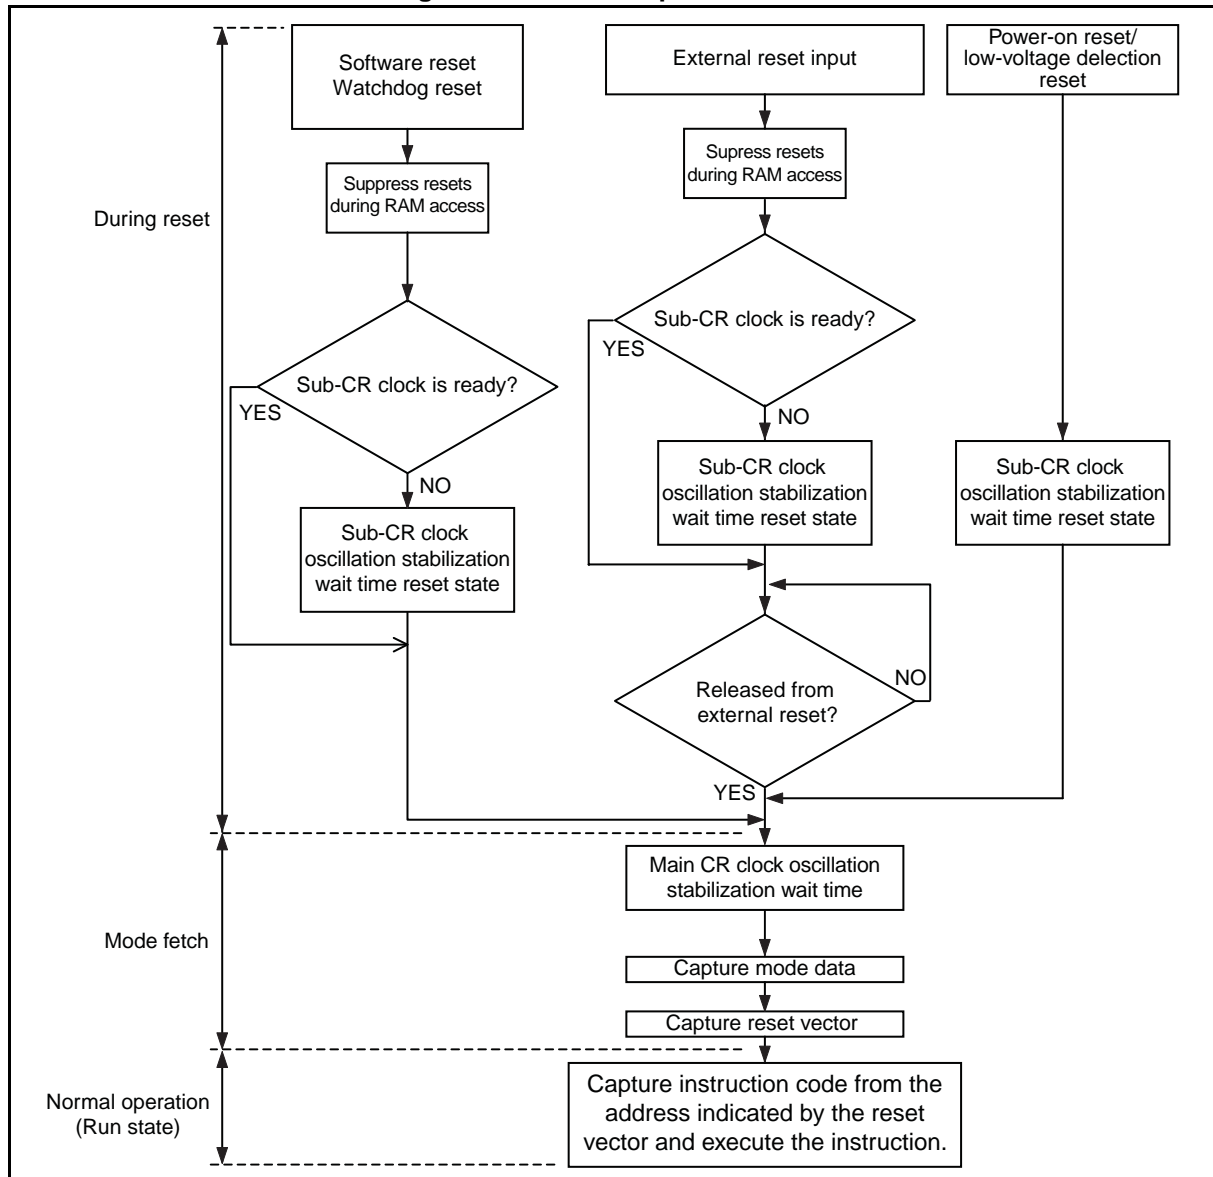 Software reset
Watchdog reset
External reset input
Power-on reset/
low-voltage delection
reset
Suppress resets
during RAM access
Supress resets
during RAM access
During reset
Sub-CR clock is ready?
YES
NO
Sub-CR clock is ready?
YES
NO
Sub-CR clock
oscillation stabilization
wait time reset state
Sub-CR clock
oscillation stabilization
wait time reset state
Sub-CR clock
oscillation stabilization
wait time reset state
Released from
external reset?
NO
YES
Main CR clock oscillation
stabilization wait time
Mode fetch
Capture mode data
Capture reset vector
Normal operation
(Run state)
Capture instruction code from the
address indicated by the reset
vector and execute the instruction.